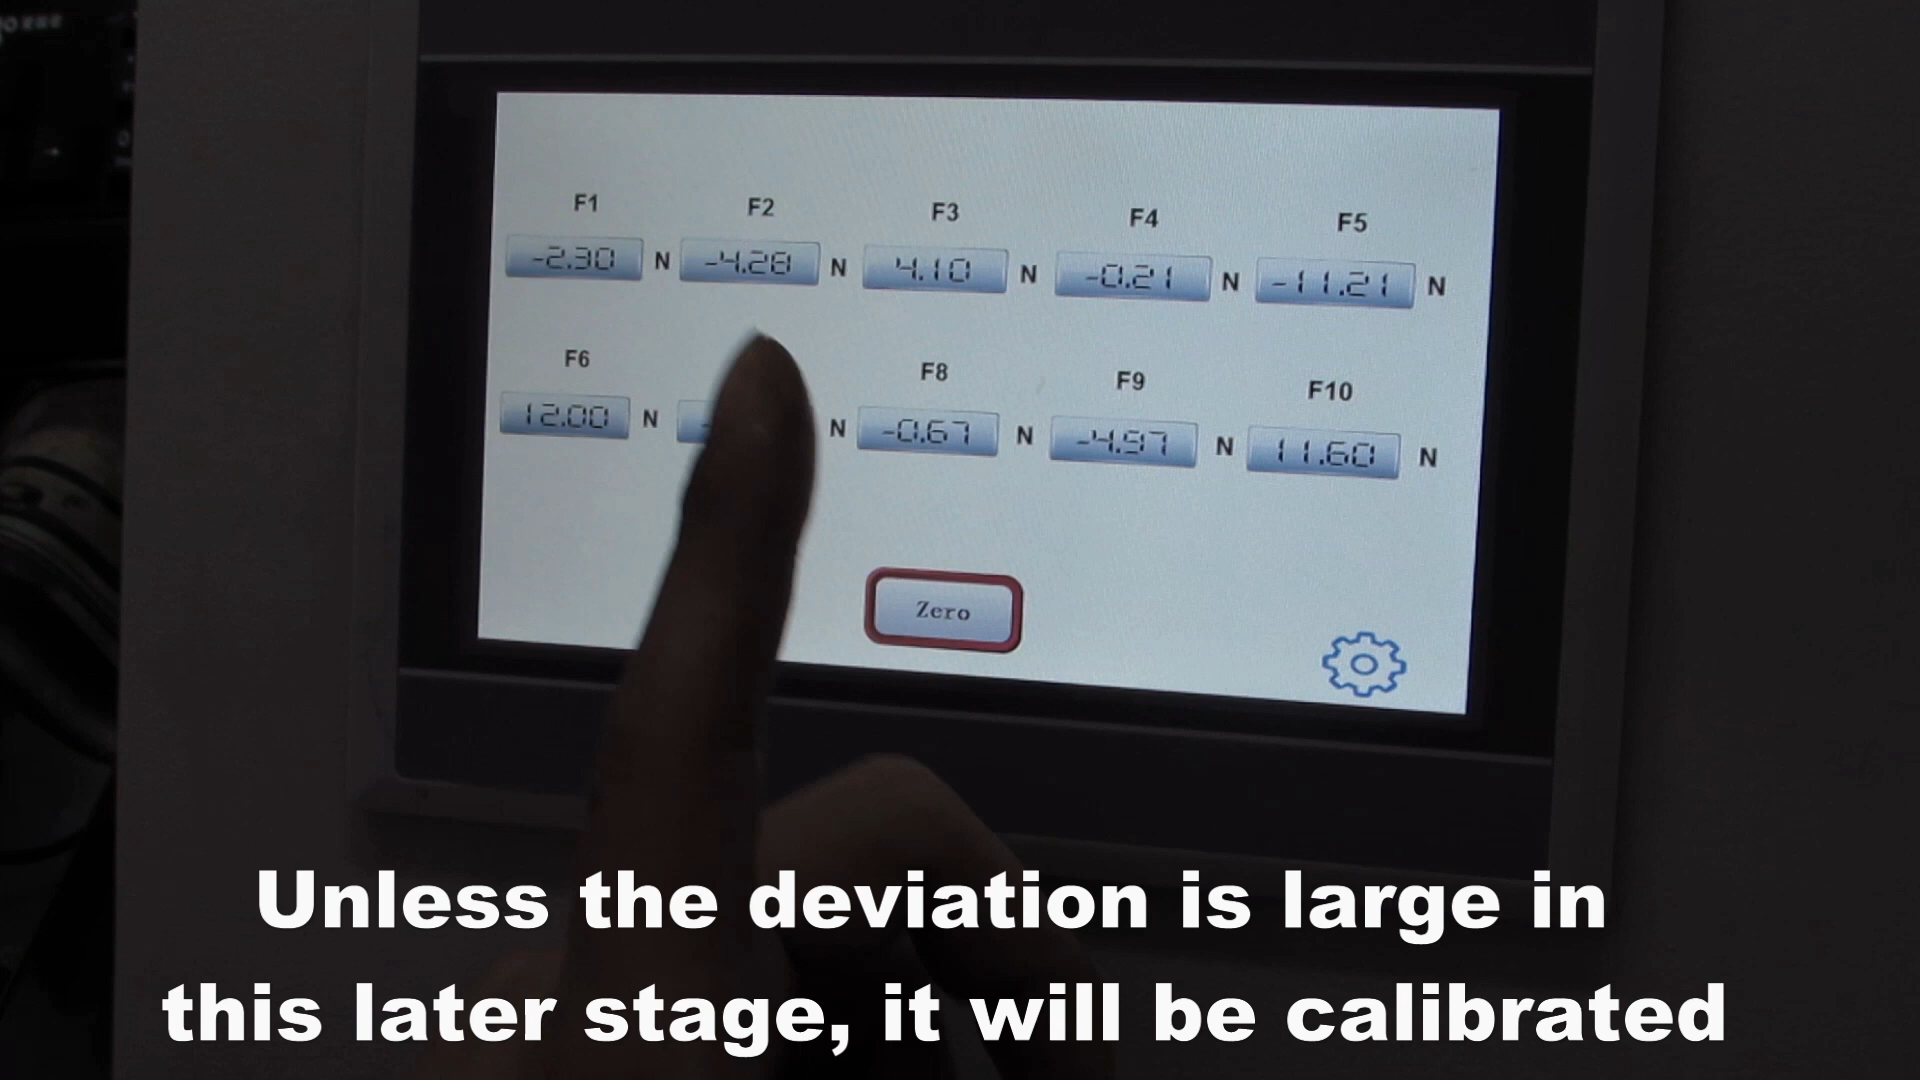 F1 F2 F3 F4 F5
-2.30 N -4.28 N 4.10 N -0.21 N -11.21 N
F6 F8 F9 F10
12.00 N - N -0.67 N -4.97 N 11.60 N
Zero
Unless the deviation is large in
this later stage, it will be calibrated